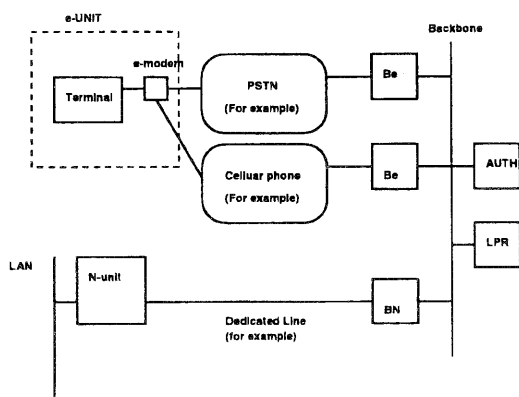 e-UNIT
Backbone
e-modem
Terminal
PSTN
(For example)
Be
Celluar phone
(For example)
Be
AUTH
LPR
LAN
N-unit
BN
Dedicated Line
(for example)